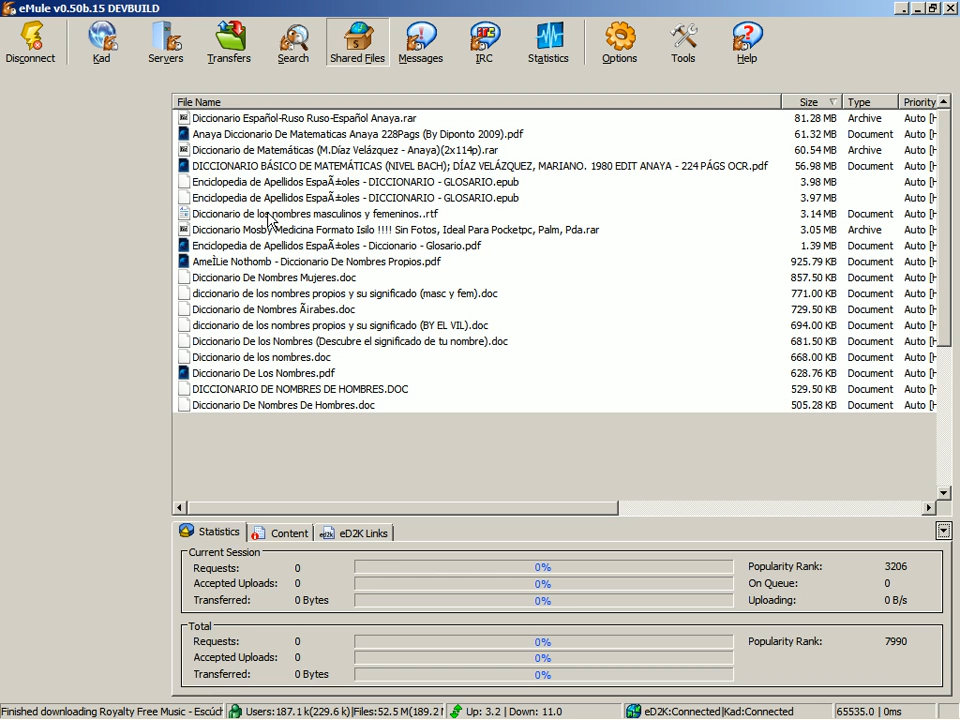 eMule v0.50b.15 DEVBUILD
Disconnect Kad Servers Transfers Search Shared Files Messages IRC Statistics Options Tools Help
File Name Size Type Priority
Diccionario Español-Ruso Ruso-Español Anaya.rar 81.28 MB Archive Auto [H
Anaya Diccionario De Matematicas Anaya 228Pags (By Diponto 2009).pdf 61.32 MB Document Auto [H
Diccionario de Matemáticas (M.Díaz Velázquez - Anaya)(2x114p).rar 60.54 MB Archive Auto [H
DICCIONARIO BÁSICO DE MATEMÁTICAS (NIVEL BACH); DÍAZ VELÁZQUEZ, MARIANO. 1980 EDIT ANAYA - 224 PÁGS OCR.pdf 56.98 MB Document Auto [H
Enciclopedia de Apellidos EspaÃ±oles - DICCIONARIO - GLOSARIO.epub 3.98 MB Auto [H
Enciclopedia de Apellidos EspaÃ±oles - DICCIONARIO - GLOSARIO.epub 3.97 MB Auto [H
Diccionario de los nombres masculinos y femeninos..rtf 3.14 MB Document Auto [H
Diccionario Mosby Medicina Formato Isilo !!!! Sin Fotos, Ideal Para Pocketpc, Palm, Pda.rar 3.05 MB Archive Auto [H
Enciclopedia de Apellidos EspaÃ±oles - Diccionario - Glosario.pdf 1.39 MB Document Auto [H
AmeÌLie Nothomb - Diccionario De Nombres Propios.pdf 925.79 KB Document Auto [H
Diccionario De Nombres Mujeres.doc 857.50 KB Document Auto [H
diccionario de los nombres propios y su significado (masc y fem).doc 771.00 KB Document Auto [H
Diccionario de Nombres Ãirabes.doc 729.50 KB Document Auto [H
diccionario de los nombres propios y su significado (BY EL VIL).doc 694.00 KB Document Auto [H
Diccionario De los Nombres (Descubre el significado de tu nombre).doc 681.50 KB Document Auto [H
Diccionario de los nombres.doc 668.00 KB Document Auto [H
Diccionario De Los Nombres.pdf 628.76 KB Document Auto [H
DICCIONARIO DE NOMBRES DE HOMBRES.DOC 529.50 KB Document Auto [H
Diccionario De Nombres De Hombres.doc 505.28 KB Document Auto [H
Statistics Content eD2K Links
Current Session
Requests: 0 0% Popularity Rank: 3206
Accepted Uploads: 0 0% On Queue: 0
Transferred: 0 Bytes 0% Uploading: 0 B/s
Total
Requests: 0 0% Popularity Rank: 7990
Accepted Uploads: 0 0%
Transferred: 0 Bytes 0%
Finished downloading Royalty Free Music - Escúch Users:187.1 k(229.6 k)|Files:52.5 M(189.2 Up: 3.2 | Down: 11.0 eD2K:Connected|Kad:Connected 65535.0 | 0ms